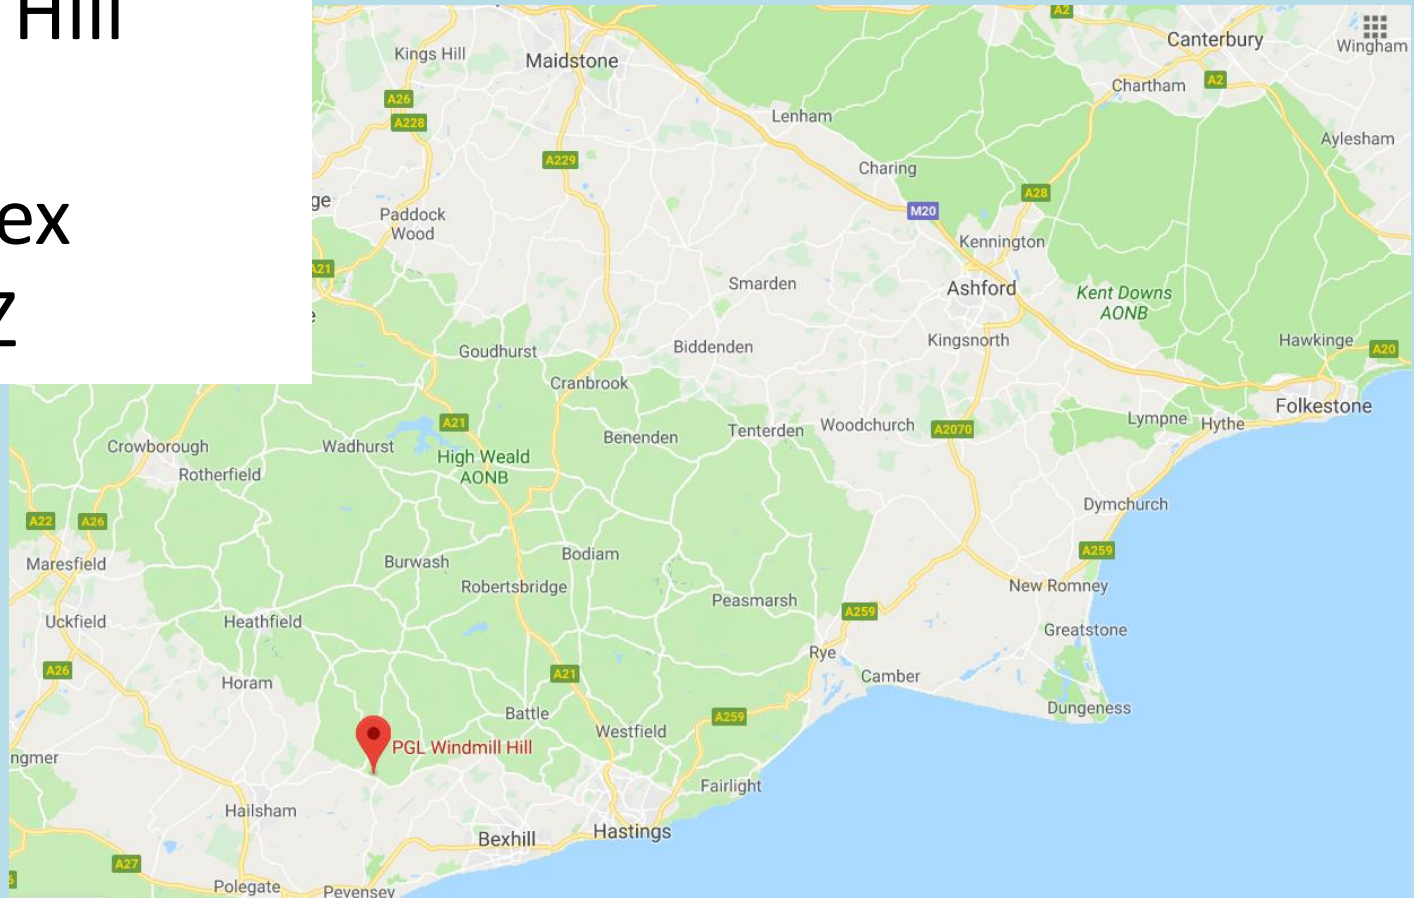 Hill
ex
Z
A2
Kings Hill
Maidstone
Canterbury
Wingham
A26
A228
Chartham
A2
Lenham
Aylesham
A229
Charing
A28
ge
M20
Paddock
Wood
Kennington
A21
Smarden
Ashford
Kent Downs
AONB
e
Goudhurst
Biddenden
Kingsnorth
Hawkinge
A20
Cranbrook
Folkestone
A21
Crowborough
Wadhurst
Benenden
Tenterden
Woodchurch
A2070
Lympne
Hythe
Rotherfield
High Weald
AONB
Dymchurch
A22
A26
Maresfield
Burwash
Bodiam
A259
Robertsbridge
New Romney
Peasmarsh
A259
Uckfield
Heathfield
Greatstone
Rye
A26
A21
Camber
Horam
Battle
A259
Dungeness
Westfield
PGL Windmill Hill
ngmer
Fairlight
Hailsham
Bexhill
Hastings
A27
Polegate
Pevensey